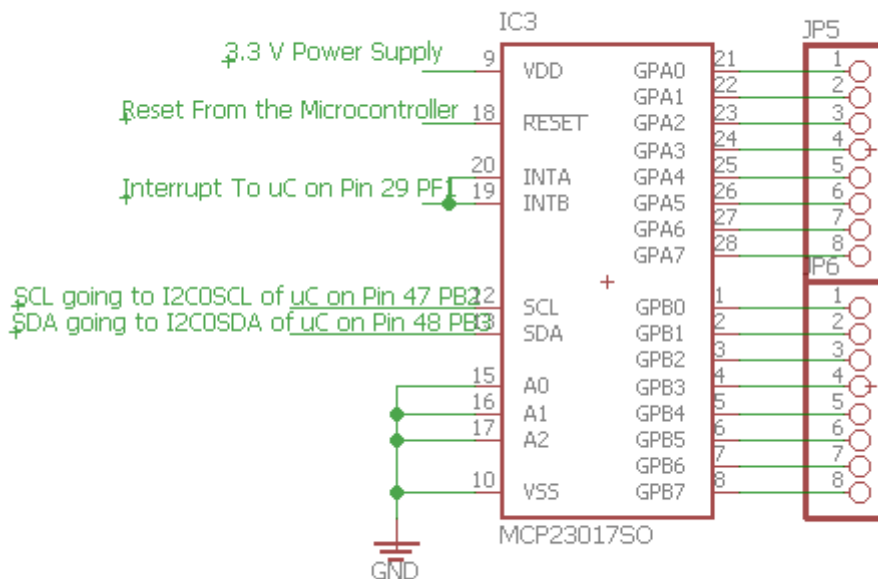 IC3
JP5
3.3 V Power Supply
9 VDD GPA0 21 1
GPA1 22 2
Reset From the Microcontroller
18 RESET GPA2 23 3
GPA3 24 4
20 INTA GPA4 25 5
Interrupt To uC on Pin 29 PF1
19 INTB GPA5 26 6
GPA6 27 7
GPA7 28 8
JP6
SCL going to I2C0SCL of uC on Pin 47 PB2
12 SCL GPB0 1 1
SDA going to I2C0SDA of uC on Pin 48 PB3
13 SDA GPB1 2 2
GPB2 3 3
15 A0 GPB3 4 4
16 A1 GPB4 5 5
17 A2 GPB5 6 6
GPB6 7 7
10 VSS GPB7 8 8
MCP23017SO
GND